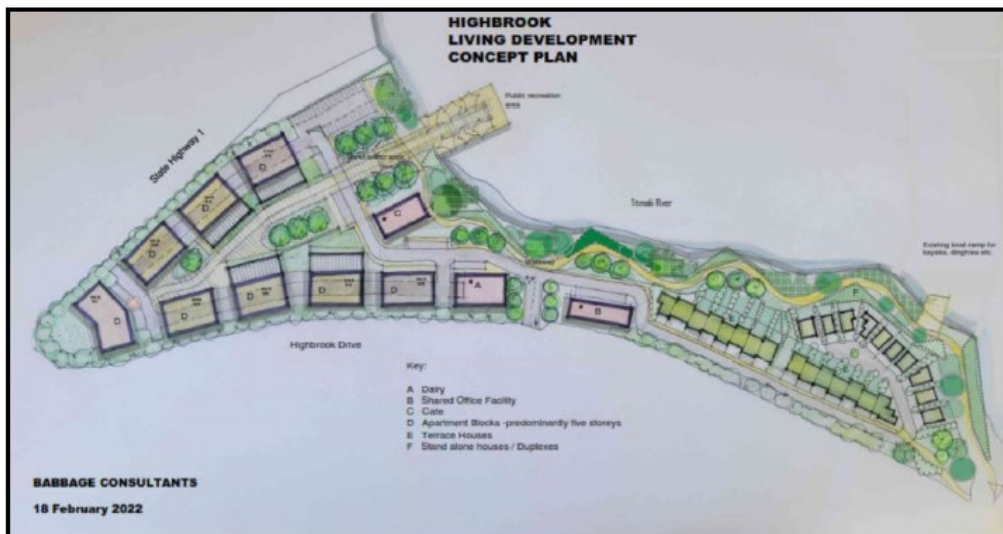 HIGHBROOK
LIVING DEVELOPMENT
CONCEPT PLAN
Public recreation
area
State Highway 1
River
Existing boat ramp for
kayaks, dinghies etc.
D
D
D
D
D
D
D
D
D
C
A
B
E
E
F
F
Highbrook Drive
Key:
A Dairy
B Shared Office Facility
C Cafe
D Apartment Blocks -predominantly five storeys
E Terrace Houses
F Stand alone houses / Duplexes
BABBAGE CONSULTANTS
18 February 2022